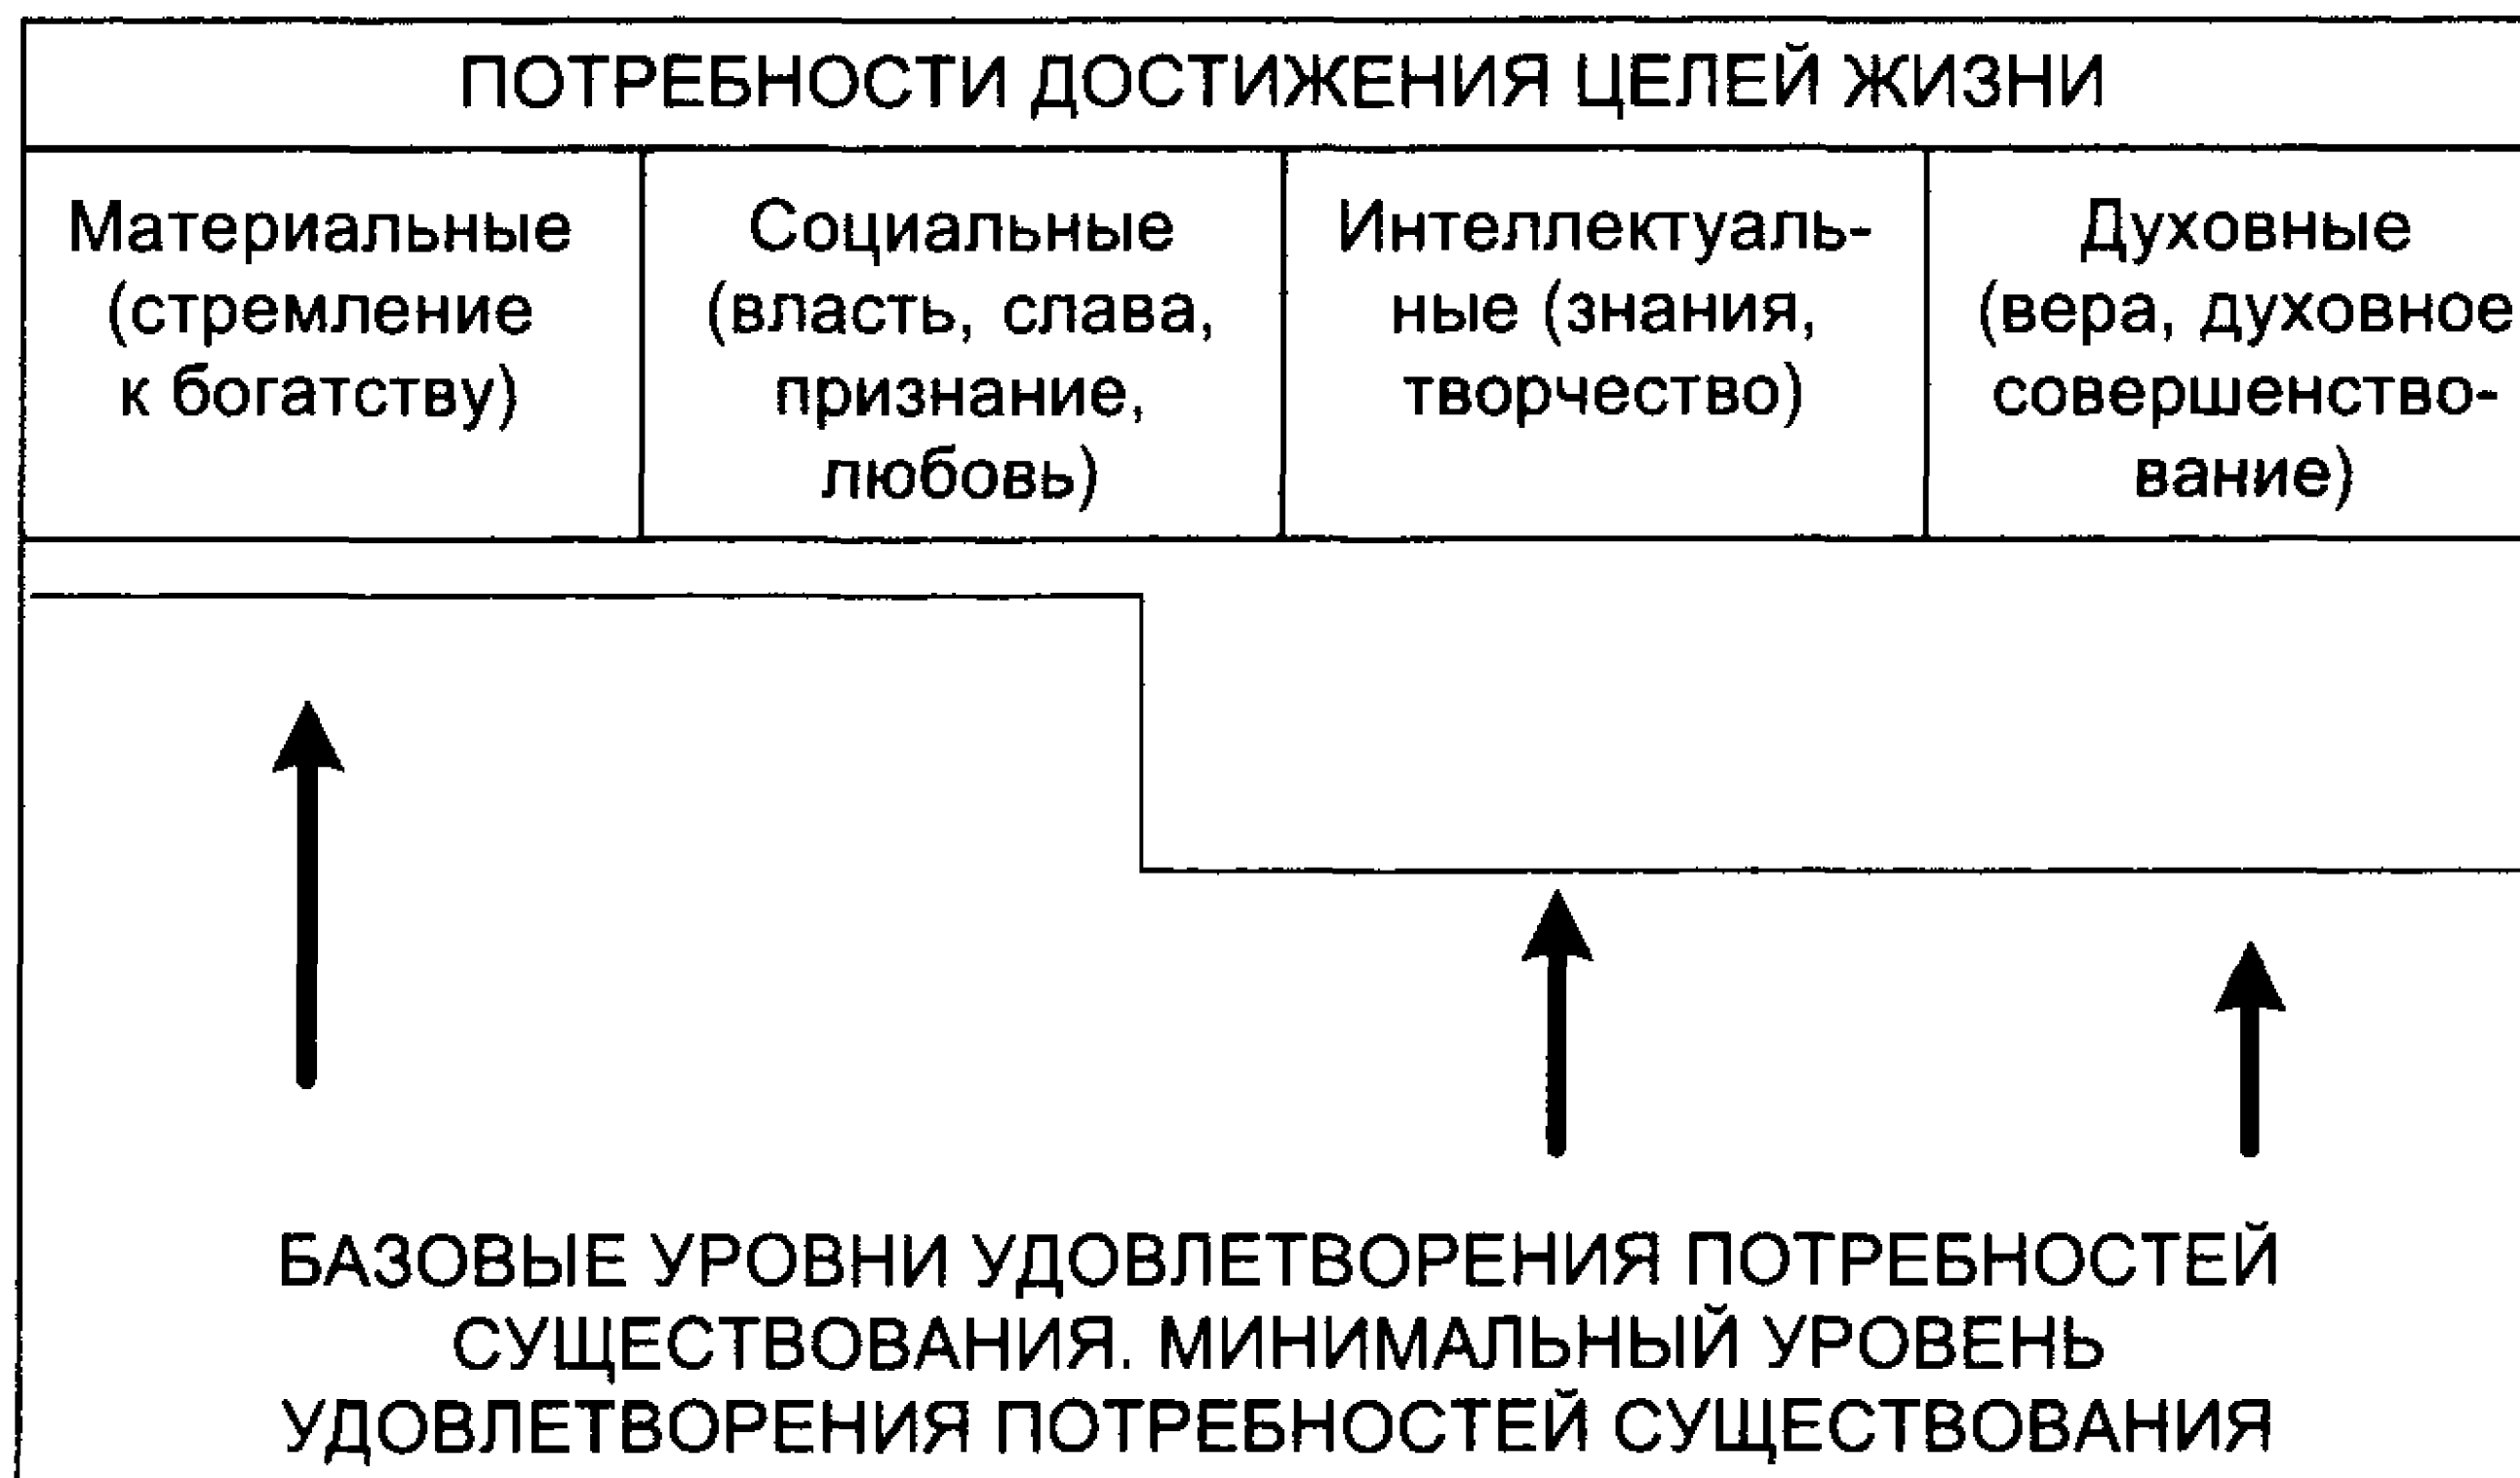 ПОТРЕБНОСТИ ДОСТИЖЕНИЯ ЦЕЛЕЙ ЖИЗНИ
Материальные
(стремление
к богатству)
Социальные
(власть, слава,
признание,
любовь)
Интеллектуаль-
ные (знания,
творчество)
Духовные
(вера, духовное
совершенство-
вание)
БАЗОВЫЕ УРОВНИ УДОВЛЕТВОРЕНИЯ ПОТРЕБНОСТЕЙ
СУЩЕСТВОВАНИЯ. МИНИМАЛЬНЫЙ УРОВЕНЬ
УДОВЛЕТВОРЕНИЯ ПОТРЕБНОСТЕЙ СУЩЕСТВОВАНИЯ